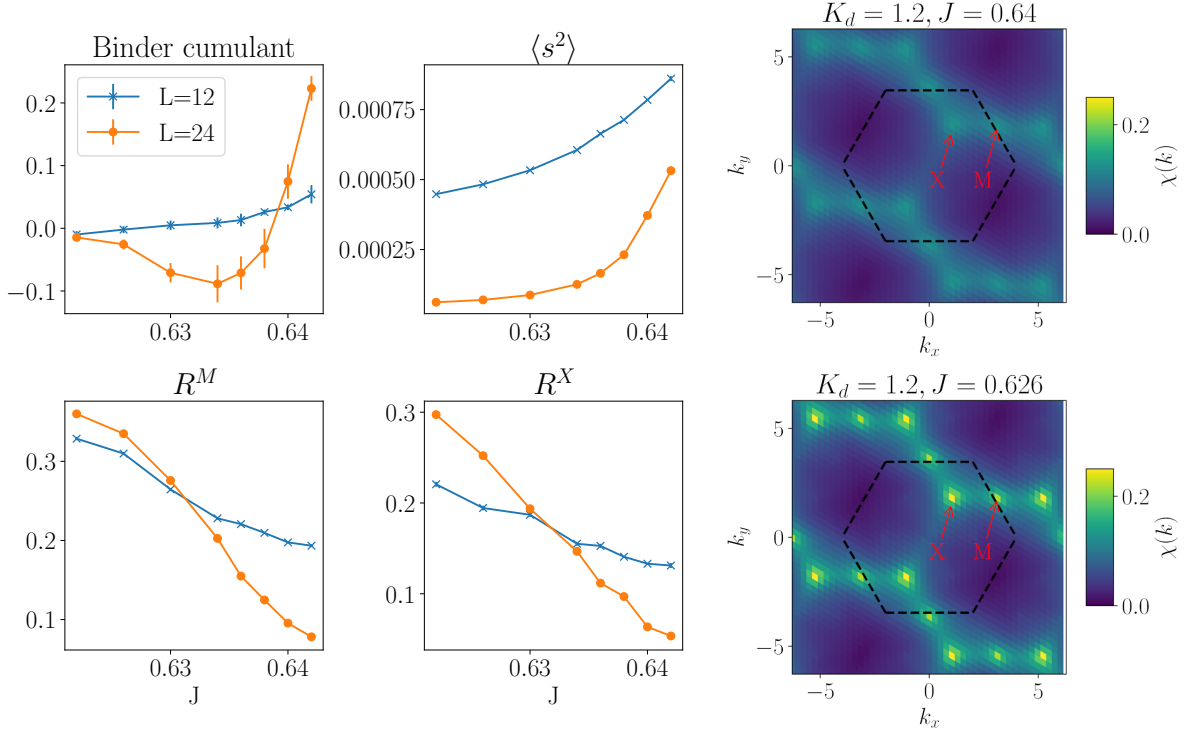 Binder cumulant
L=12
L=24
0.2
0.1
0.0
−0.1
0.63
0.64
⟨s²⟩
0.00075
0.00050
0.00025
0.63
0.64
K_d = 1.2, J = 0.64
5
0
−5
k_y
X
M
−5
0
5
k_x
0.2
0.0
χ(k)
R^M
0.3
0.2
0.1
0.63
0.64
J
R^X
0.3
0.2
0.1
0.63
0.64
J
K_d = 1.2, J = 0.626
5
0
−5
k_y
X
M
−5
0
5
k_x
0.2
0.0
χ(k)